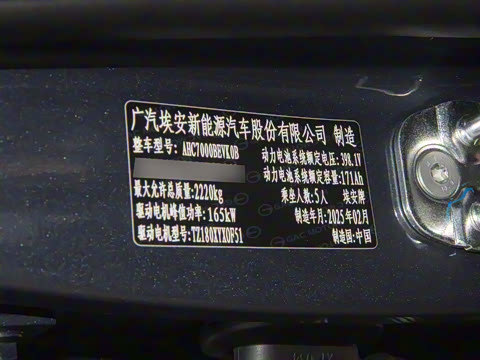 广汽埃安新能源汽车股份有限公司 制造
整车型号: AHC7000BEVK0B 动力电池系统额定电压: 398.1V
动力电池系统额定容量: 171Ah
最大允许总质量: 2220kg 乘坐人数: 5人 埃安牌
驱动电机峰值功率: 165kW 制造年月: 2025年02月
驱动电机型号: TZ180XYX0F51 制造国: 中国